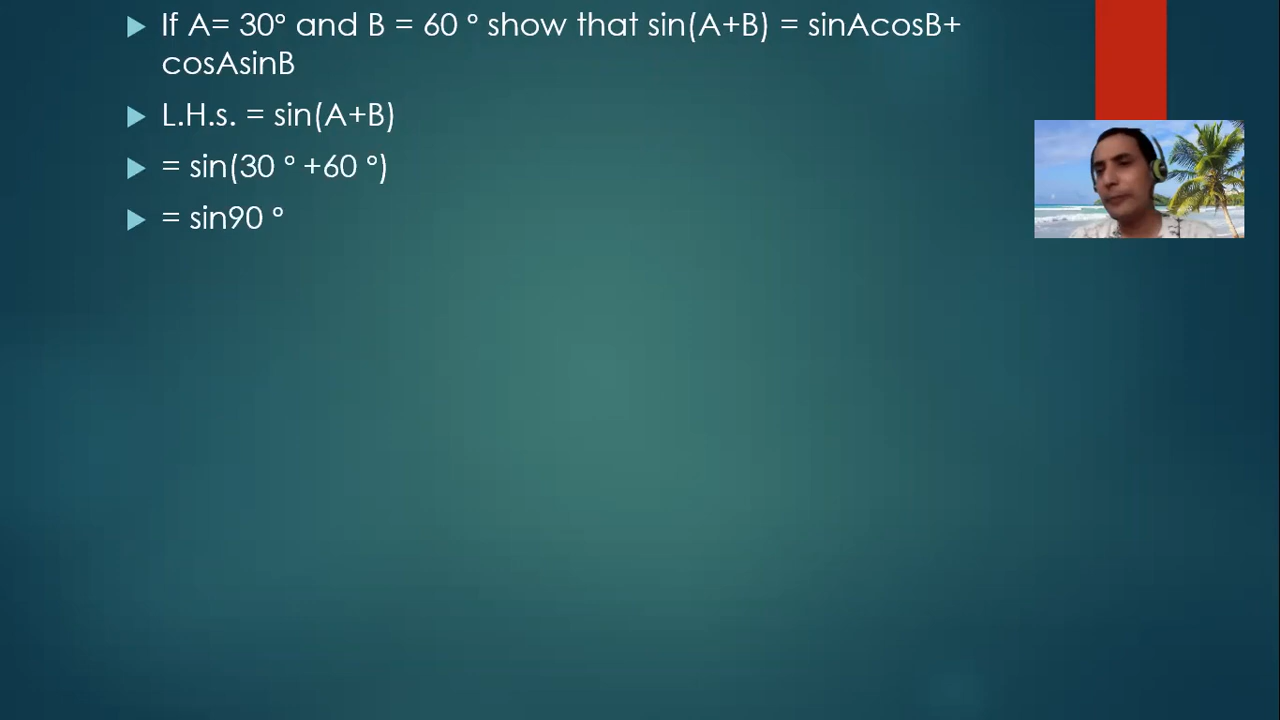 If A= 30° and B = 60 ° show that sin(A+B) = sinAcosB+
cosAsinB
L.H.s. = sin(A+B)
= sin(30 ° +60 °)
= sin90 °